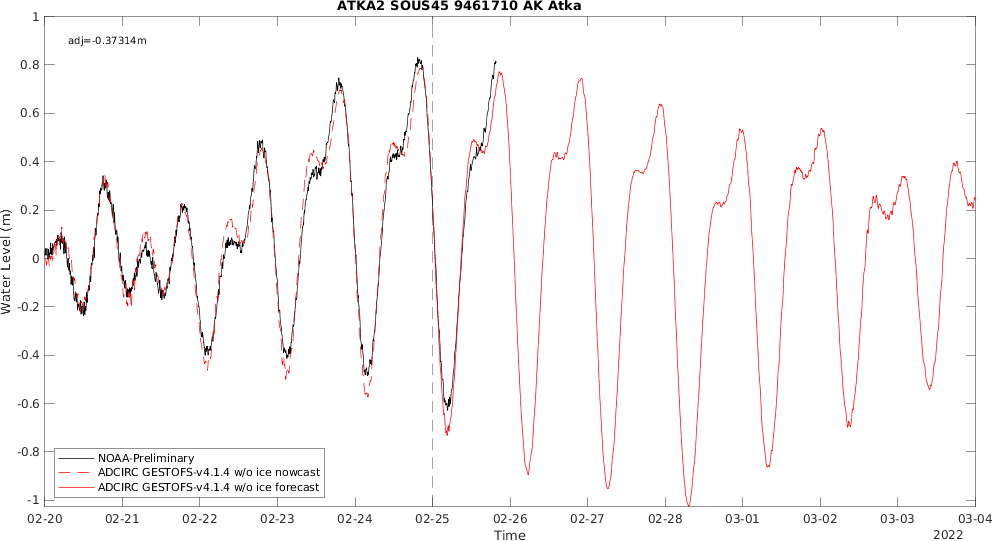 ATKA2 SOUS45 9461710 AK Atka
adj=-0.37314m
1
0.8
0.6
0.4
0.2
0
-0.2
-0.4
-0.6
-0.8
-1
Water Level (m)
NOAA-Preliminary
ADCIRC GESTOFS-v4.1.4 w/o ice nowcast
ADCIRC GESTOFS-v4.1.4 w/o ice forecast
02-20 02-21 02-22 02-23 02-24 02-25 02-26 02-27 02-28 03-01 03-02 03-03 03-04
Time
2022